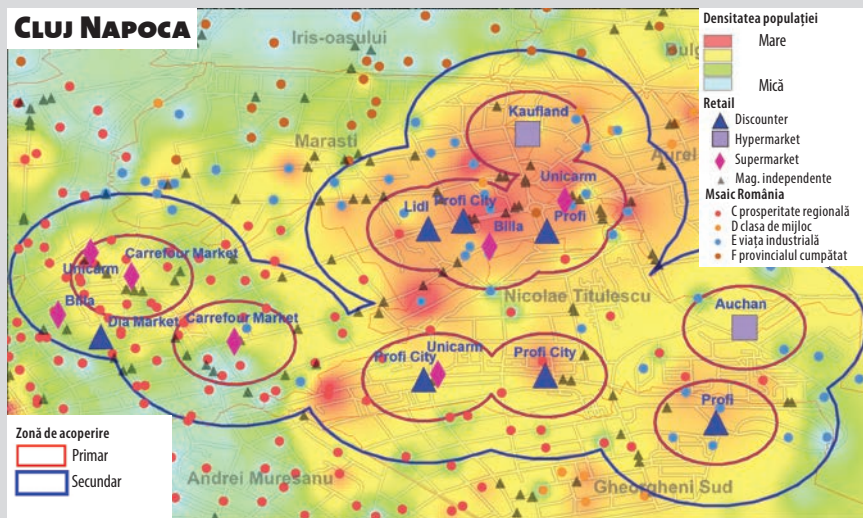 CLUJ NAPOCA
Iris-oasului
Bulg
Kaufland
Marasti
Aurel
Unicarm
Lidl
Profi City
Profi
Billa
Carrefour Market
Unicarm
Nicolae Titulescu
Billa
Dia Market
Carrefour Market
Auchan
Profi City
Unicarm
Profi City
Profi
Andrei Muresanu
Gheorgheni Sud
Densitatea populației
Mare
Mică
Retail
Discounter
Hypermarket
Supermarket
Mag. independente
Msaic România
C prosperitate regională
D clasa de mijloc
E viața industrială
F provincialul cumpătat
Zonă de acoperire
Primar
Secundar